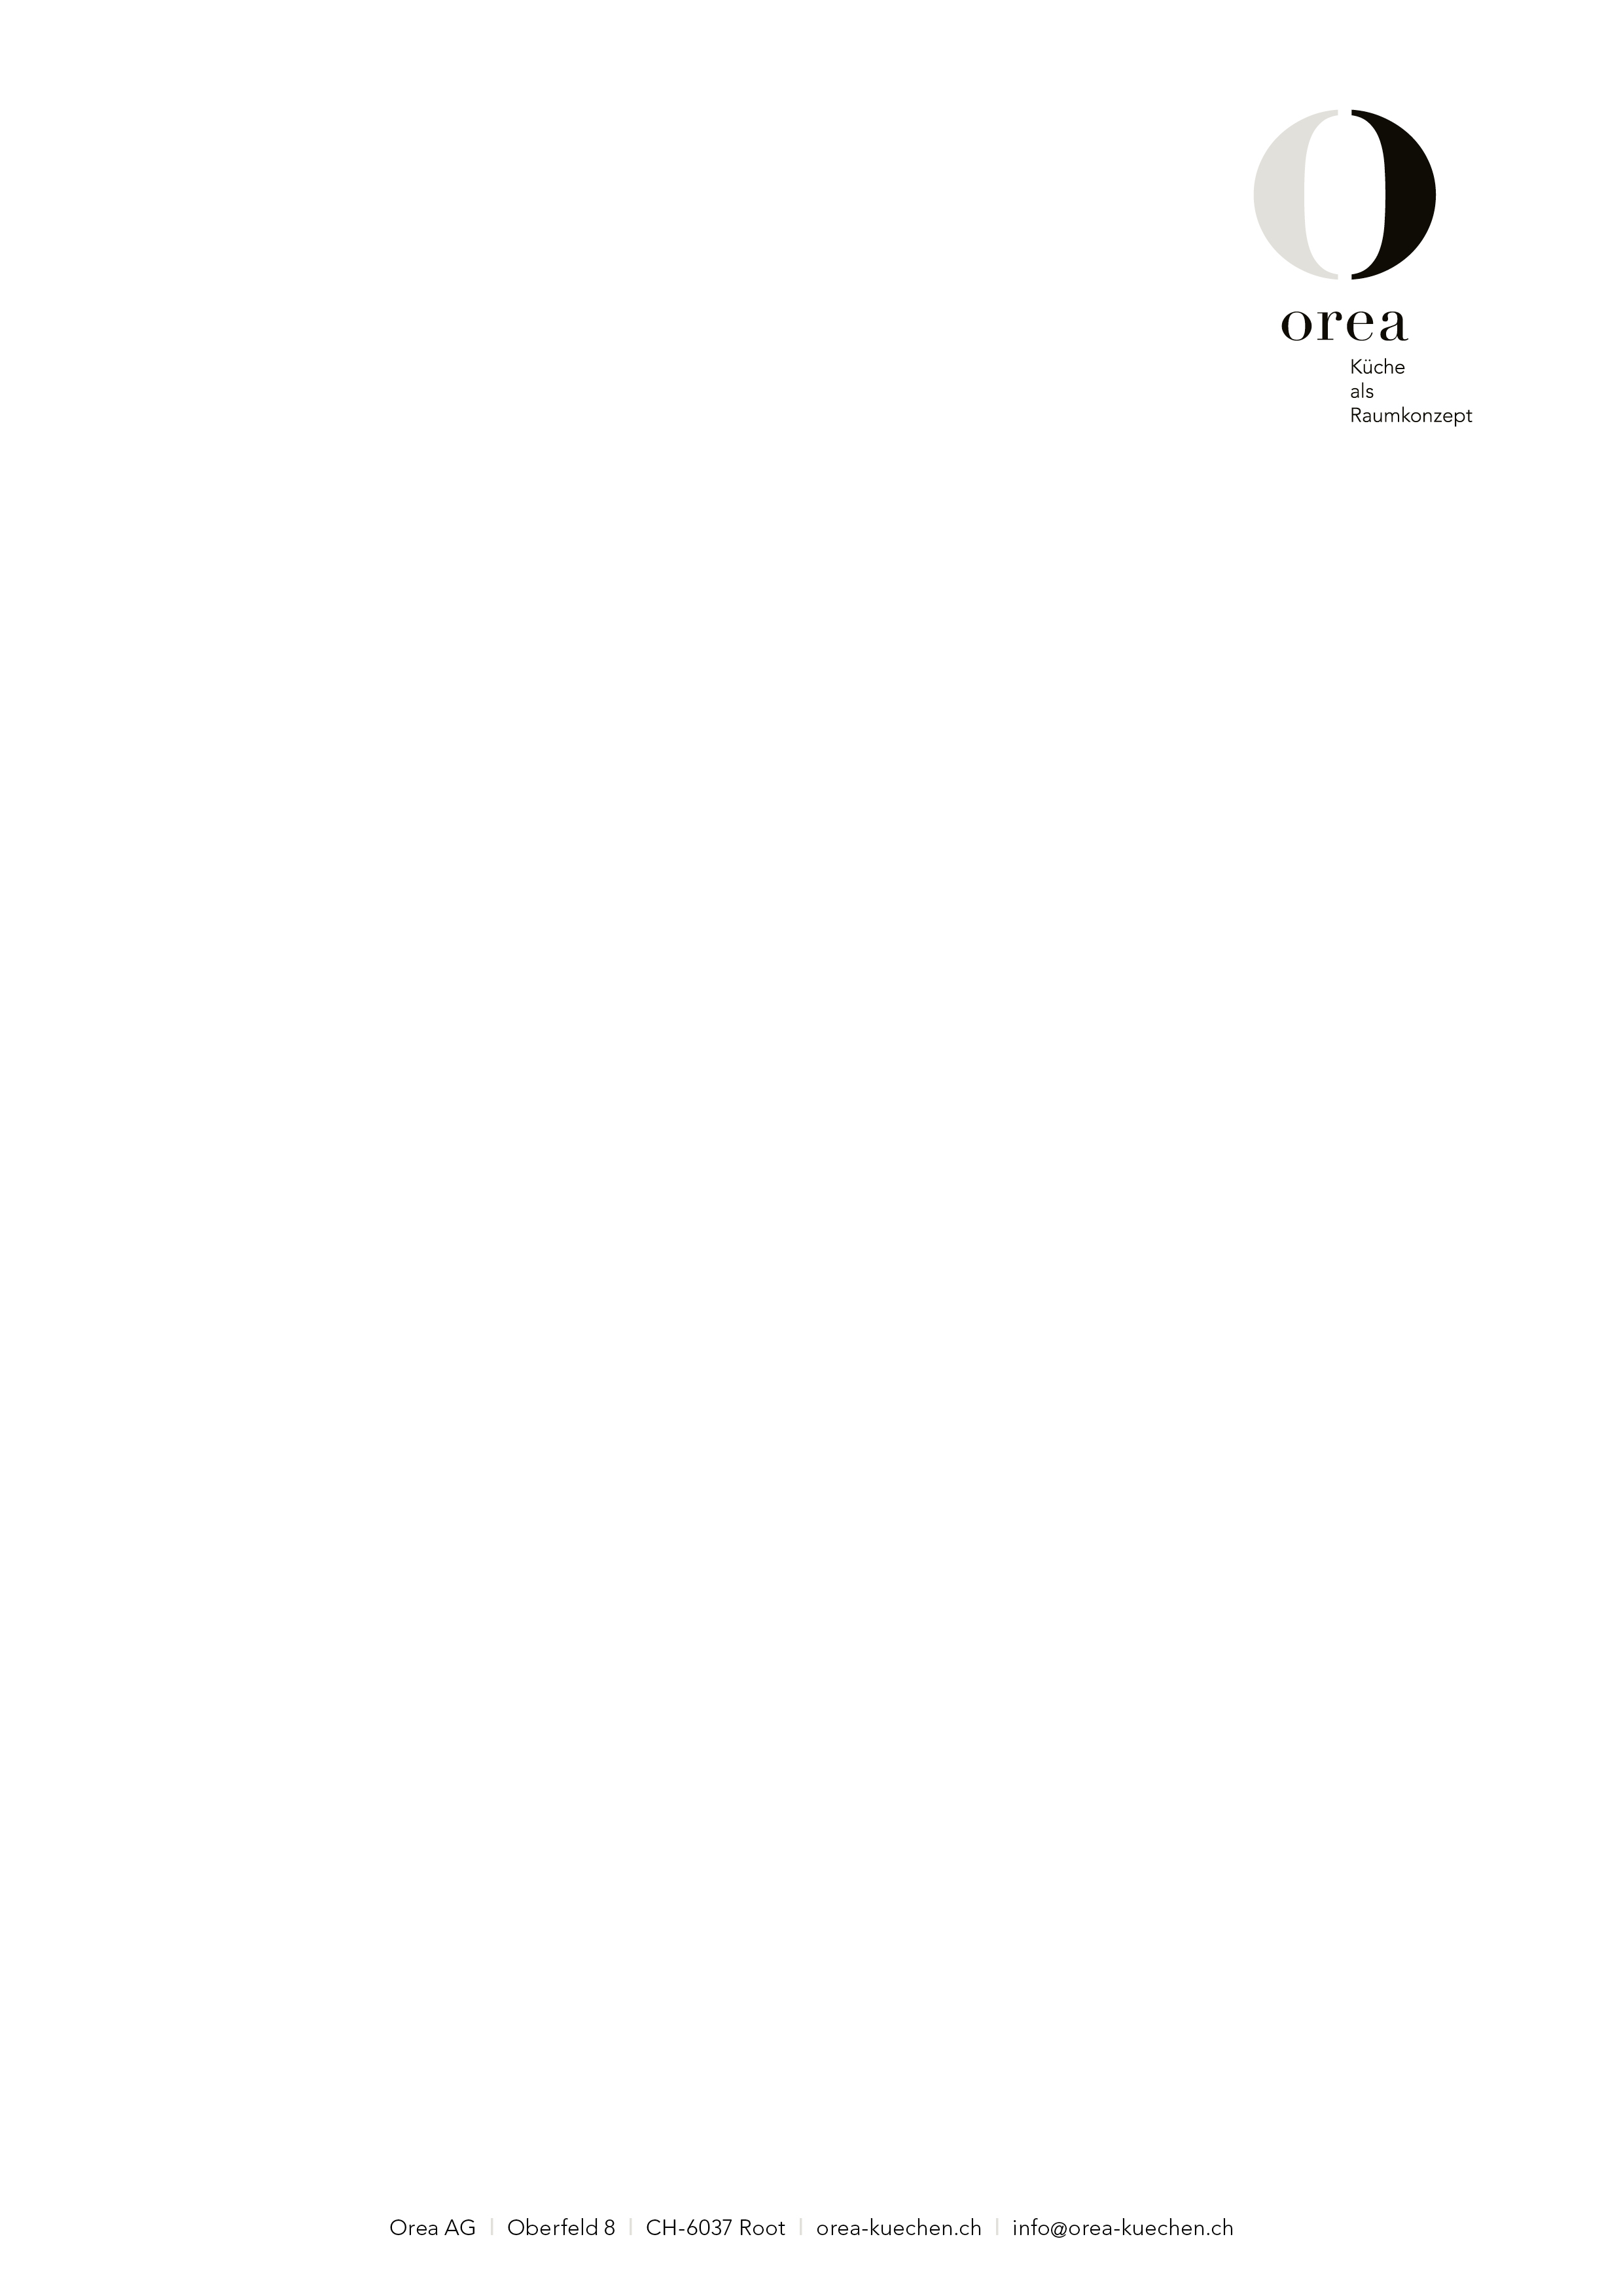 orea
Küche
als
Raumkonzept
Orea AG | Oberfeld 8 | CH-6037 Root | orea-kuechen.ch | info@orea-kuechen.ch